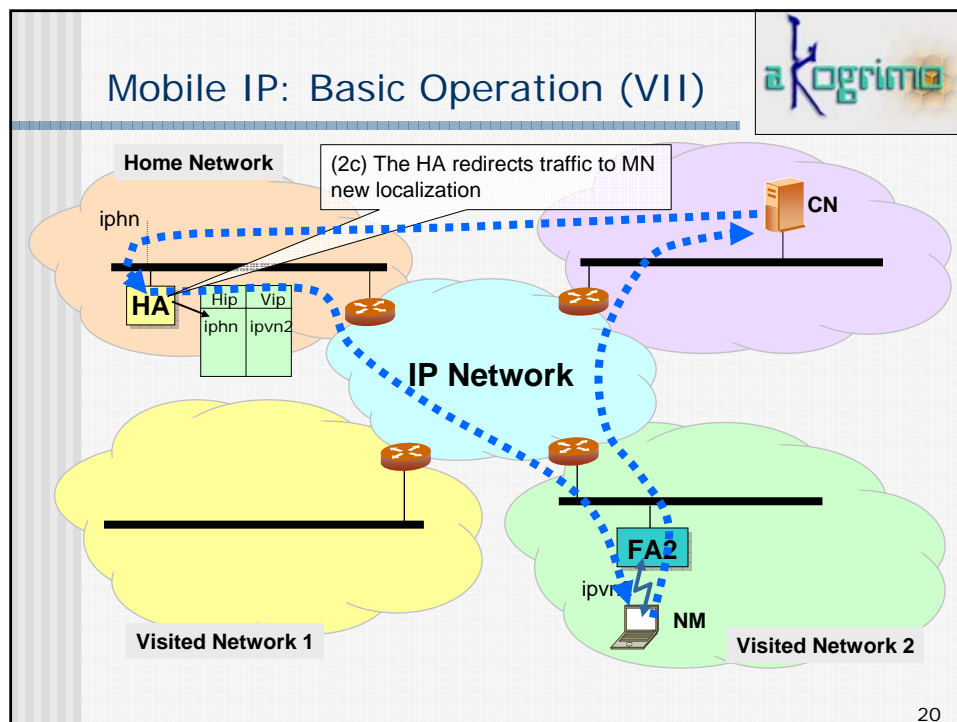 Mobile IP: Basic Operation (VII)
akogrimo
Home Network
(2c) The HA redirects traffic to MN
new localization
CN
iphn
HA
Hip Vip
iphn ipvn2
IP Network
FA2
NM
Visited Network 1
Visited Network 2
20